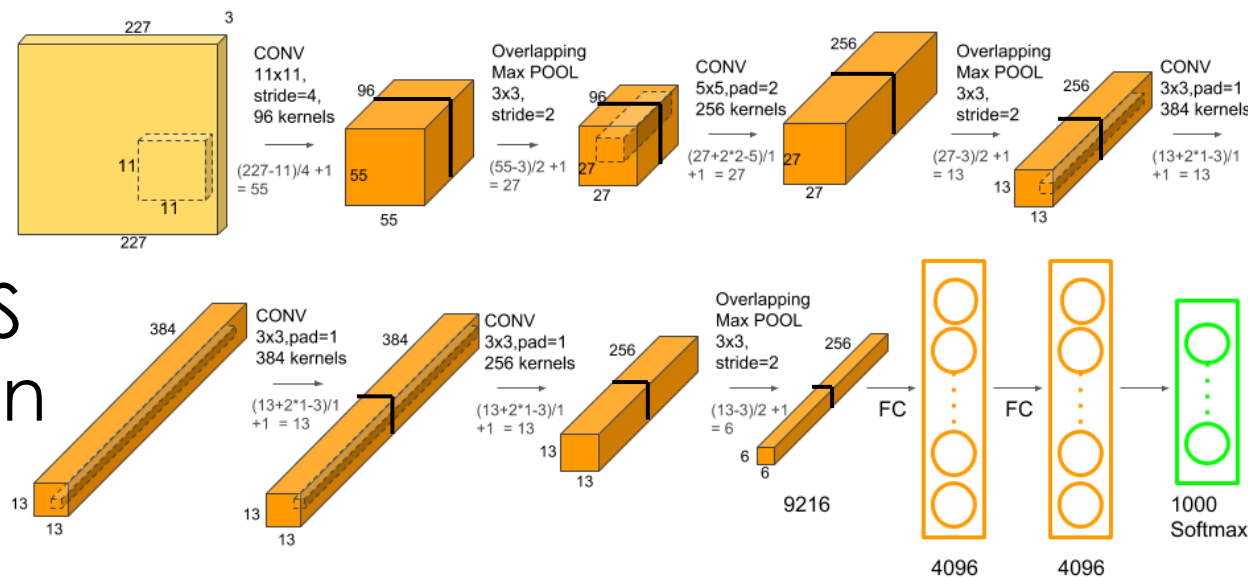 227
3
CONV
11x11,
stride=4,
96 kernels
(227-11)/4 +1
= 55
11
11
227
96
55
55
Overlapping
Max POOL
3x3,
stride=2
(55-3)/2 +1
= 27
96
27
27
CONV
5x5,pad=2
256 kernels
(27+2*2-5)/1
+1 = 27
256
27
27
Overlapping
Max POOL
3x3,
stride=2
(27-3)/2 +1
= 13
256
13
13
CONV
3x3,pad=1
384 kernels
(13+2*1-3)/1
+1 = 13
s
n
384
13
13
CONV
3x3,pad=1
384 kernels
(13+2*1-3)/1
+1 = 13
384
13
13
CONV
3x3,pad=1
256 kernels
(13+2*1-3)/1
+1 = 13
256
13
13
Overlapping
Max POOL
3x3,
stride=2
(13-3)/2 +1
= 6
256
6
6
9216
FC
4096
FC
4096
1000
Softmax